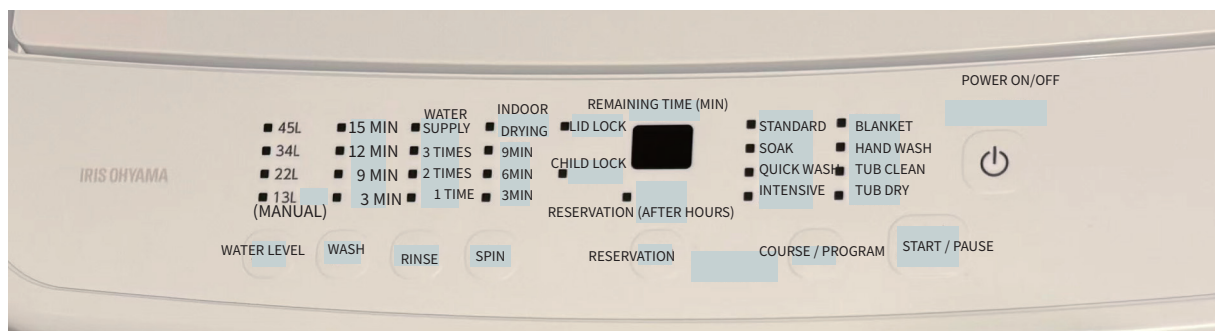 POWER ON/OFF
IRIS OHYAMA
45L
34L
22L
13L
(MANUAL)
15 MIN
12 MIN
9 MIN
3 MIN
WATER
SUPPLY
3 TIMES
2 TIMES
1 TIME
INDOOR
DRYING
9MIN
6MIN
3MIN
LID LOCK
CHILD LOCK
REMAINING TIME (MIN)
RESERVATION (AFTER HOURS)
STANDARD
SOAK
QUICK WASH
INTENSIVE
BLANKET
HAND WASH
TUB CLEAN
TUB DRY
WATER LEVEL
WASH
RINSE
SPIN
RESERVATION
COURSE / PROGRAM
START / PAUSE